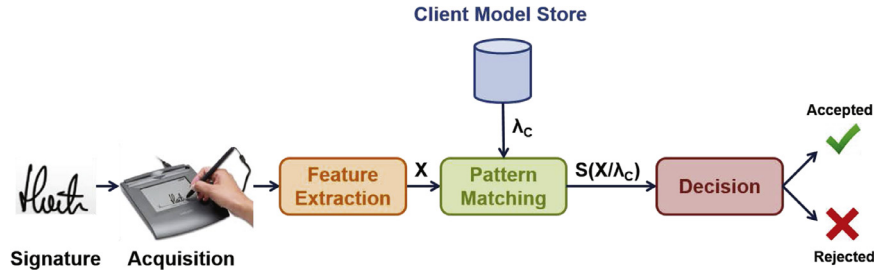 Client Model Store
Accepted
λC
Feature
Extraction
X
Pattern
Matching
S(X/λC)
Decision
Signature
Acquisition
Rejected